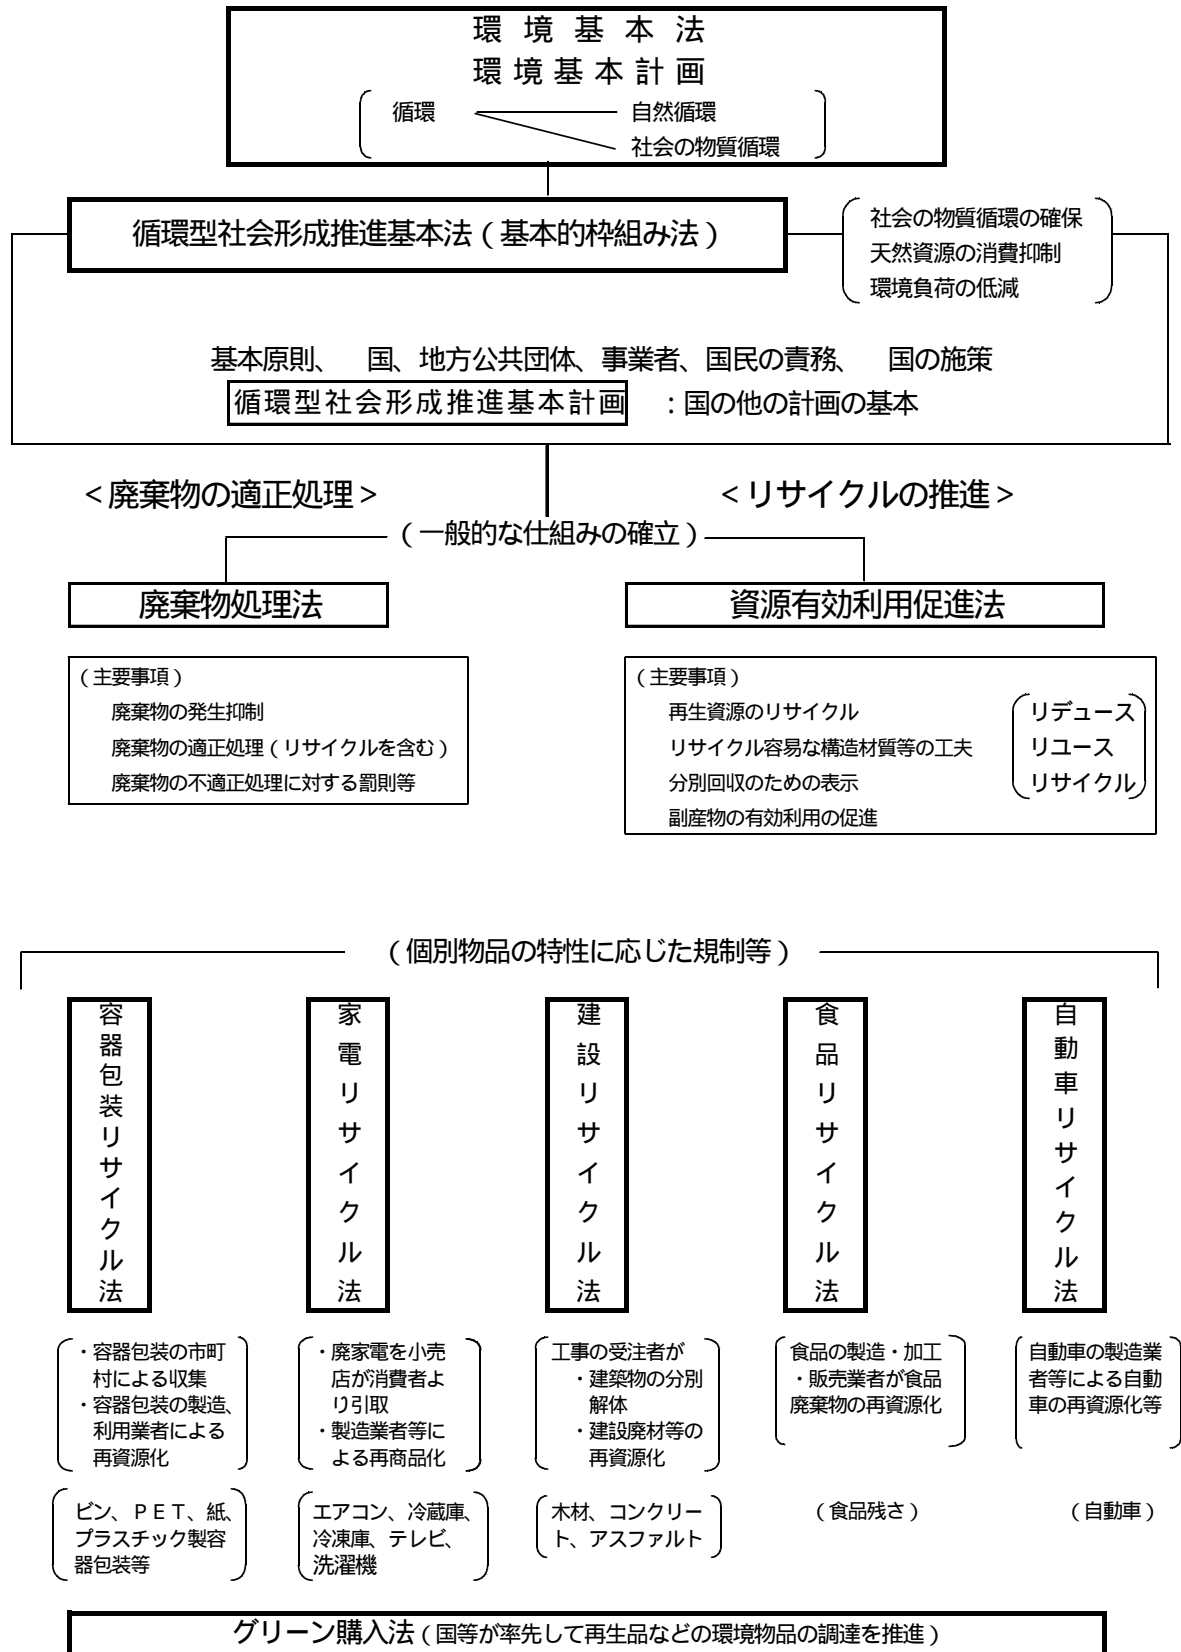 環境基本法
環境基本計画
循環
自然循環
社会の物質循環
循環型社会形成推進基本法（基本的枠組み法）
社会の物質循環の確保
天然資源の消費抑制
環境負荷の低減
基本原則、　国、地方公共団体、事業者、国民の責務、　国の施策
循環型社会形成推進基本計画　：国の他の計画の基本
＜廃棄物の適正処理＞
＜リサイクルの推進＞
（一般的な仕組みの確立）
廃棄物処理法
（主要事項）
廃棄物の発生抑制
廃棄物の適正処理（リサイクルを含む）
廃棄物の不適正処理に対する罰則等
資源有効利用促進法
（主要事項）
再生資源のリサイクル
リサイクル容易な構造材質等の工夫
分別回収のための表示
副産物の有効利用の促進
リデュース
リユース
リサイクル
（個別物品の特性に応じた規制等）
容器包装リサイクル法
・容器包装の市町
村による収集
・容器包装の製造、
利用業者による
再資源化
ビン、ＰＥＴ、紙、
プラスチック製容
器包装等
家電リサイクル法
・廃家電を小売
店が消費者よ
り引取
・製造業者等に
よる再商品化
エアコン、冷蔵庫、
冷凍庫、テレビ、
洗濯機
建設リサイクル法
工事の受注者が
・建築物の分別
解体
・建設廃材等の
再資源化
木材、コンクリー
ト、アスファルト
食品リサイクル法
食品の製造・加工
・販売業者が食品
廃棄物の再資源化
（食品残さ）
自動車リサイクル法
自動車の製造業
者等による自動
車の再資源化等
（自動車）
グリーン購入法（国等が率先して再生品などの環境物品の調達を推進）